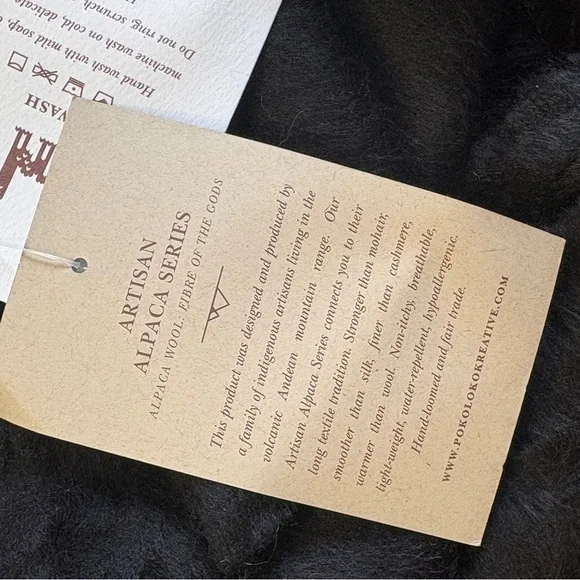 ARTISAN
ALPACA SERIES
ALPACA WOOL: FIBRE OF THE GODS
This product was designed and produced by
a family of indigenous artisans living in the
volcanic Andean mountain range. Our
Artisan Alpaca Series connects you to their
long textile tradition. Stronger than mohair,
smoother than silk, finer than cashmere,
warmer than wool. Non-itchy, breathable,
light-weight, water-repellent, hypoallergenic.
Hand-loomed and fair trade.
WWW.POKOLOKOKREATIVE.COM
WASH
Hand wash with mild soap,
machine wash on cold, delicate
Do not ring, scrunch